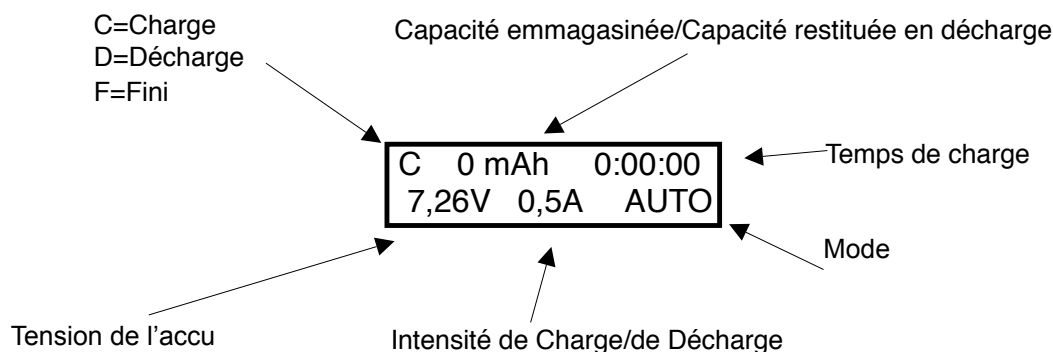 C=Charge
D=Décharge
F=Fini
Capacité emmagasinée/Capacité restituée en décharge
C 0 mAh 0:00:00
7,26V 0,5A AUTO
Temps de charge
Mode
Tension de l’accu
Intensité de Charge/de Décharge